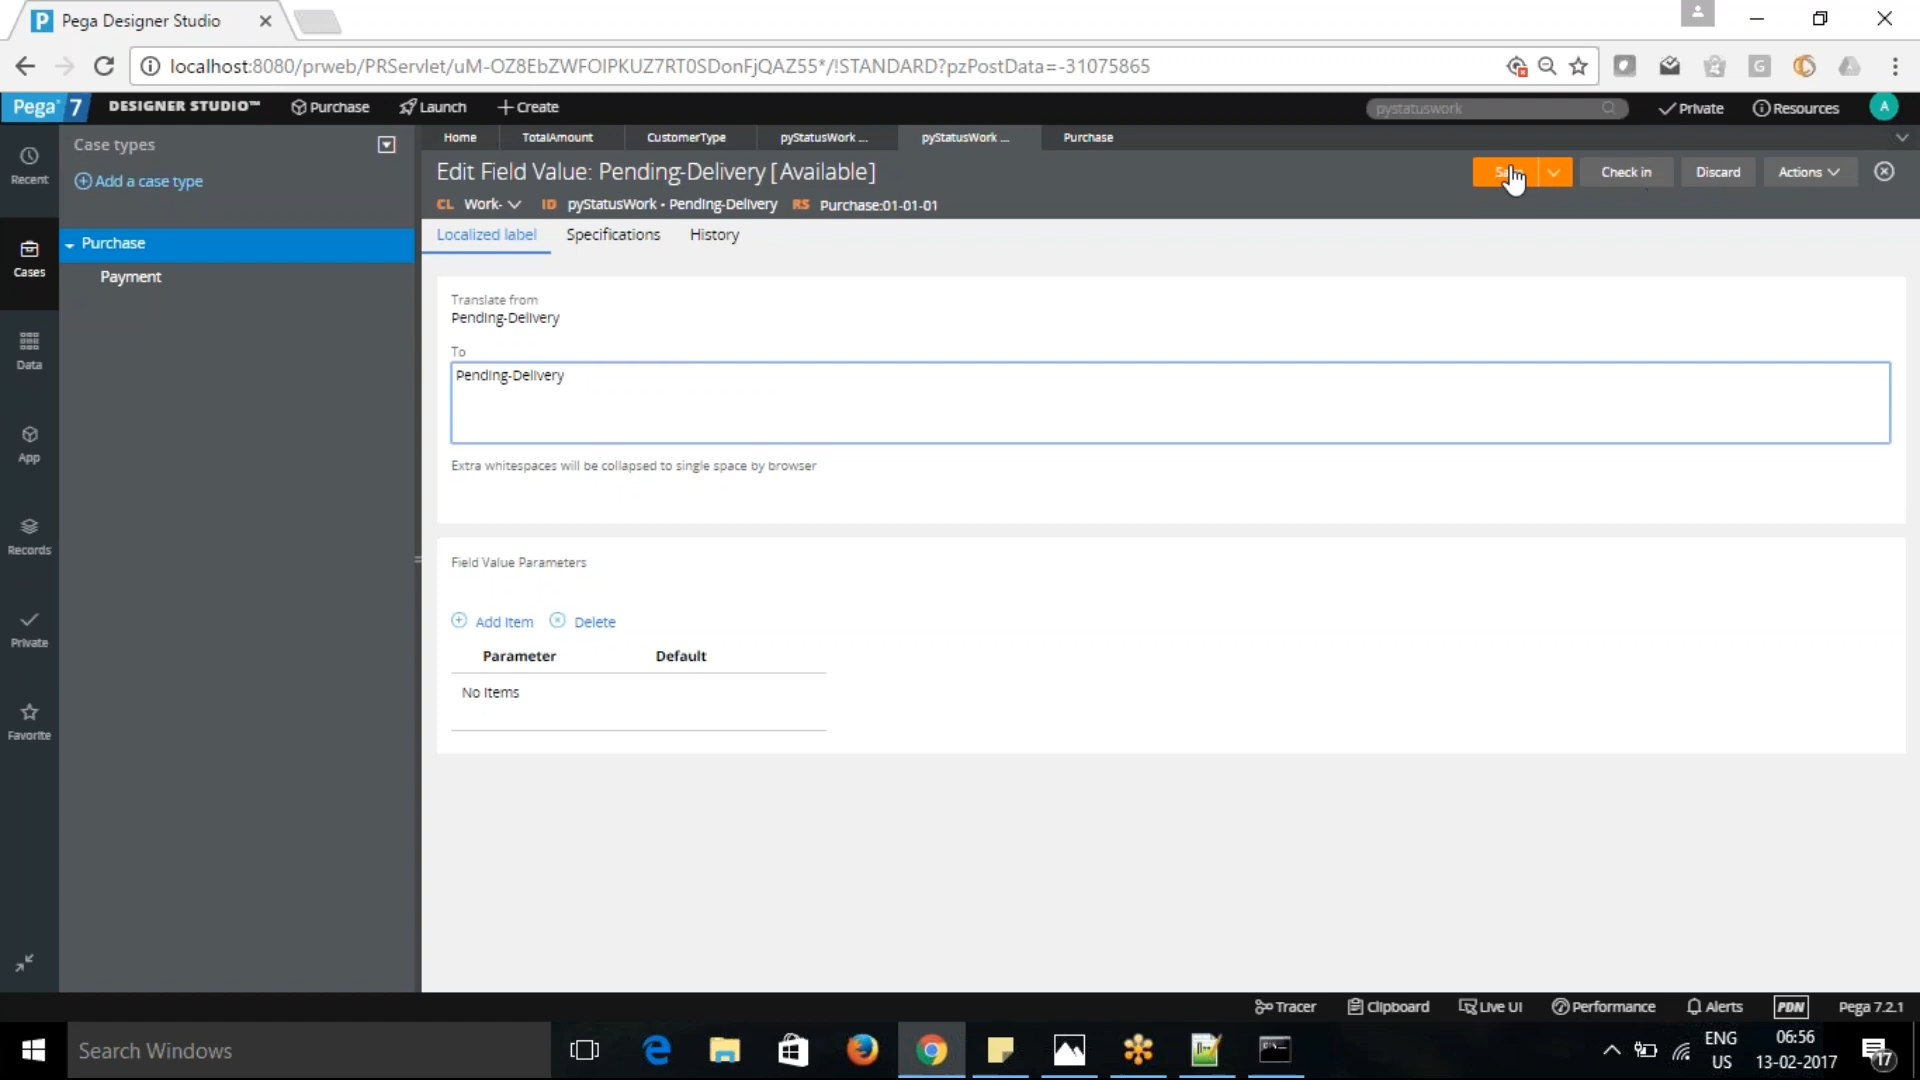 Pega Designer Studio
localhost:8080/prweb/PRServlet/uM-OZ8EbZWFOIPKUZ7RT0SDonFjQAZ55*/!STANDARD?pzPostData=-31075865
Pega 7 DESIGNER STUDIO™ Purchase Launch Create pystatuswork Private Resources A
Case types
Home TotalAmount CustomerType pyStatusWork ... pyStatusWork ... Purchase
Recent
Add a case type
Edit Field Value: Pending-Delivery [Available]
Check in Discard Actions
CL Work- ID pyStatusWork • Pending-Delivery RS Purchase:01-01-01
Purchase
Payment
Localized label Specifications History
Cases
Translate from
Pending-Delivery
To
Pending-Delivery
Data
Extra whitespaces will be collapsed to single space by browser
App
Field Value Parameters
Records
Add Item Delete
Private
Parameter Default
No Items
Favorite
Tracer Clipboard Live UI Performance Alerts PDN Pega 7.2.1
Search Windows
ENG 06:56
US 13-02-2017 17